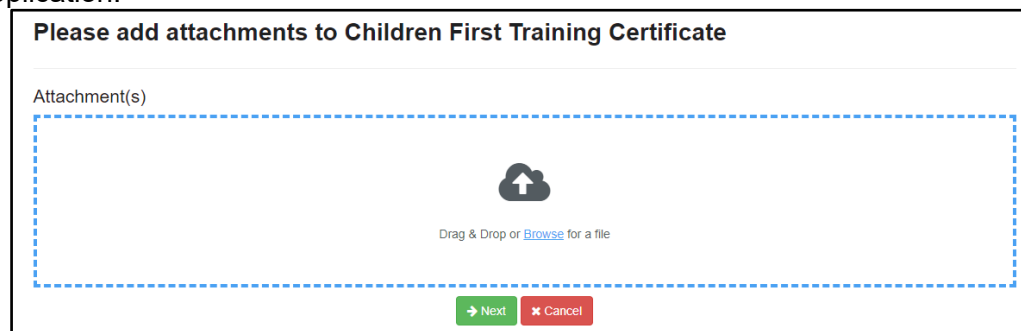 Please add attachments to Children First Training Certificate
Attachment(s)
Drag & Drop or Browse for a file
Next
Cancel